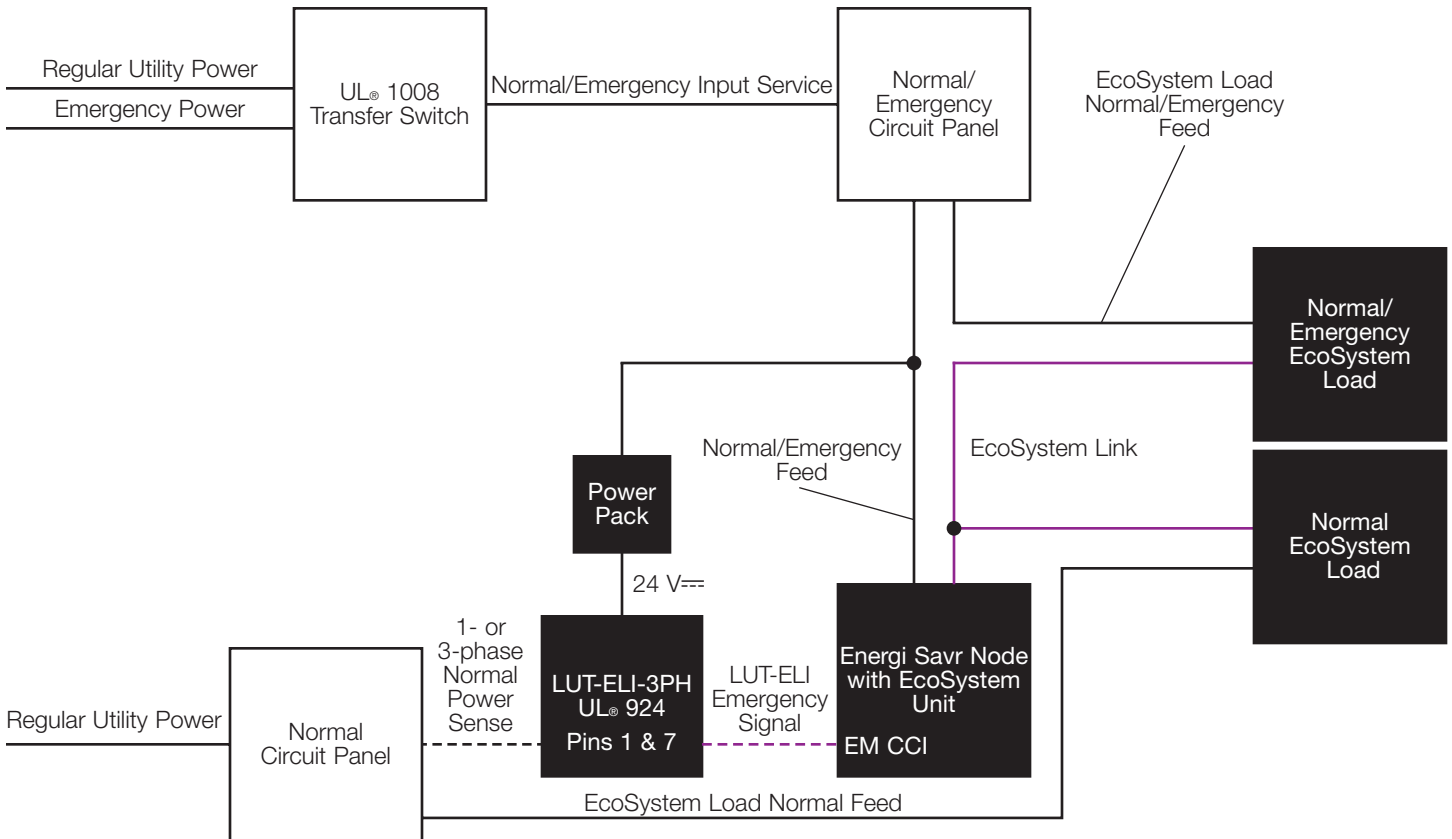 Regular Utility Power
Emergency Power
UL® 1008
Transfer Switch
Normal/Emergency Input Service
Normal/
Emergency
Circuit Panel
EcoSystem Load
Normal/Emergency
Feed
Normal/
Emergency
EcoSystem
Load
Normal/Emergency
Feed
EcoSystem Link
Power
Pack
Normal
EcoSystem
Load
24 V⎓
1- or
3-phase
Normal
Power
Sense
LUT-ELI-3PH
UL® 924
Pins 1 & 7
LUT-ELI
Emergency
Signal
Energi Savr Node
with EcoSystem
Unit
EM CCI
Regular Utility Power
Normal
Circuit Panel
EcoSystem Load Normal Feed